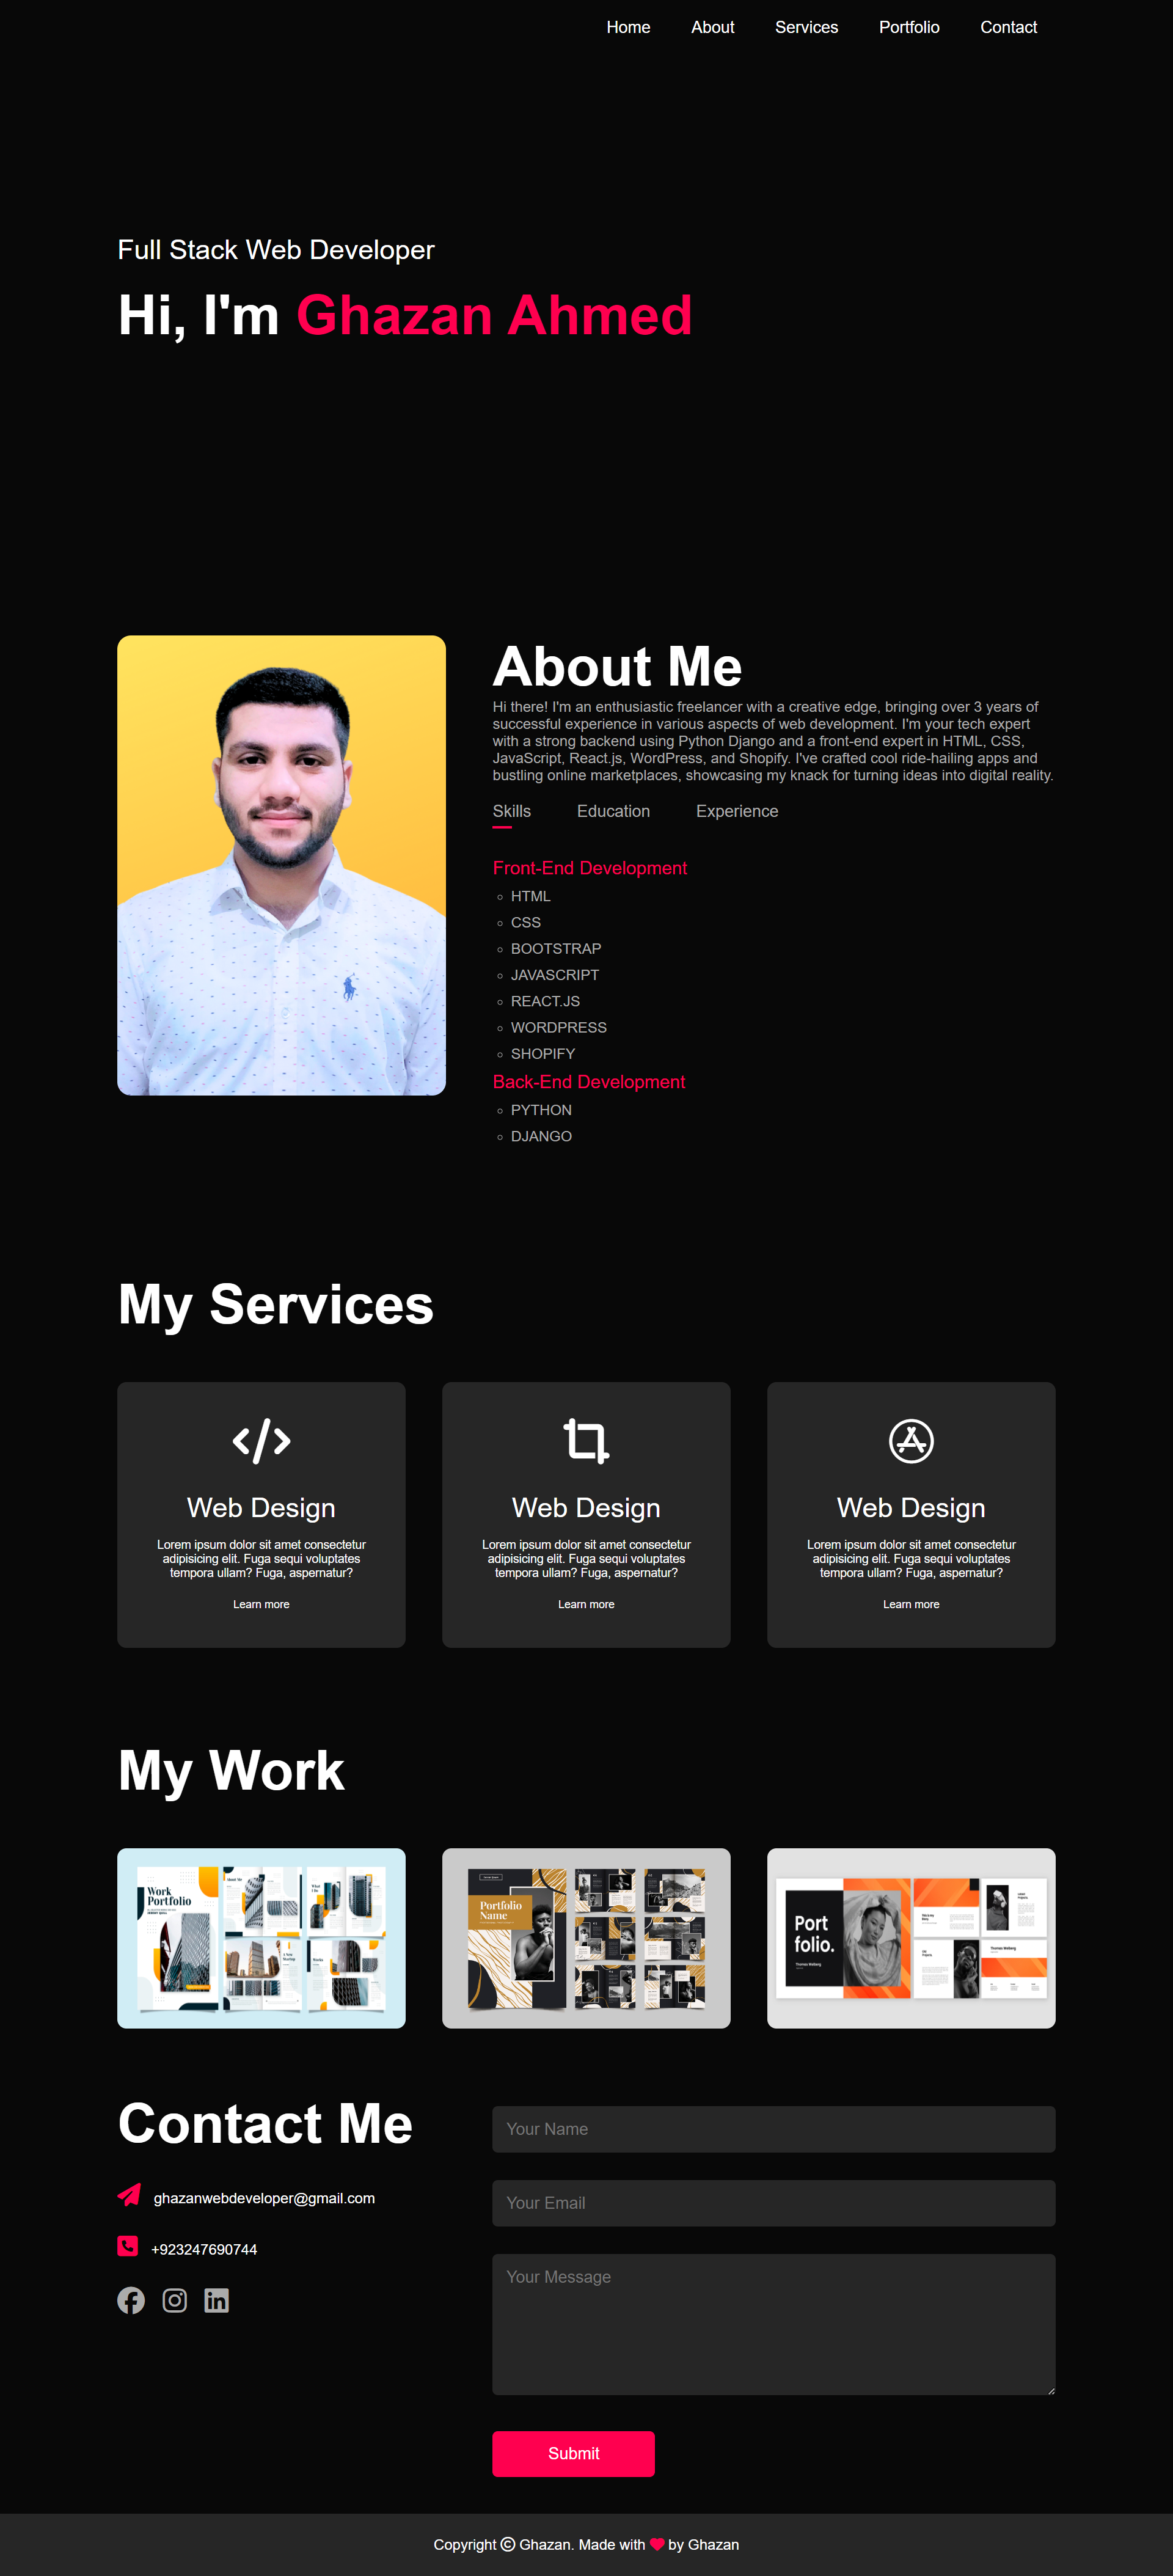 Home About Services Portfolio Contact
Full Stack Web Developer
Hi, I'm Ghazan Ahmed
About Me
Hi there! I'm an enthusiastic freelancer with a creative edge, bringing over 3 years of
successful experience in various aspects of web development. I'm your tech expert
with a strong backend using Python Django and a front-end expert in HTML, CSS,
JavaScript, React.js, WordPress, and Shopify. I've crafted cool ride-hailing apps and
bustling online marketplaces, showcasing my knack for turning ideas into digital reality.
Skills Education Experience
Front-End Development
HTML
CSS
BOOTSTRAP
JAVASCRIPT
REACT.JS
WORDPRESS
SHOPIFY
Back-End Development
PYTHON
DJANGO
My Services
Web Design
Lorem ipsum dolor sit amet consectetur
adipisicing elit. Fuga sequi voluptates
tempora ullam? Fuga, aspernatur?
Learn more
Web Design
Lorem ipsum dolor sit amet consectetur
adipisicing elit. Fuga sequi voluptates
tempora ullam? Fuga, aspernatur?
Learn more
Web Design
Lorem ipsum dolor sit amet consectetur
adipisicing elit. Fuga sequi voluptates
tempora ullam? Fuga, aspernatur?
Learn more
My Work
Work
Portfolio
About Me
Portfolio
Name
Port
folio.
Contact Me
ghazanwebdeveloper@gmail.com
+923247690744
Your Name
Your Email
Your Message
Submit
Copyright © Ghazan. Made with ❤ by Ghazan